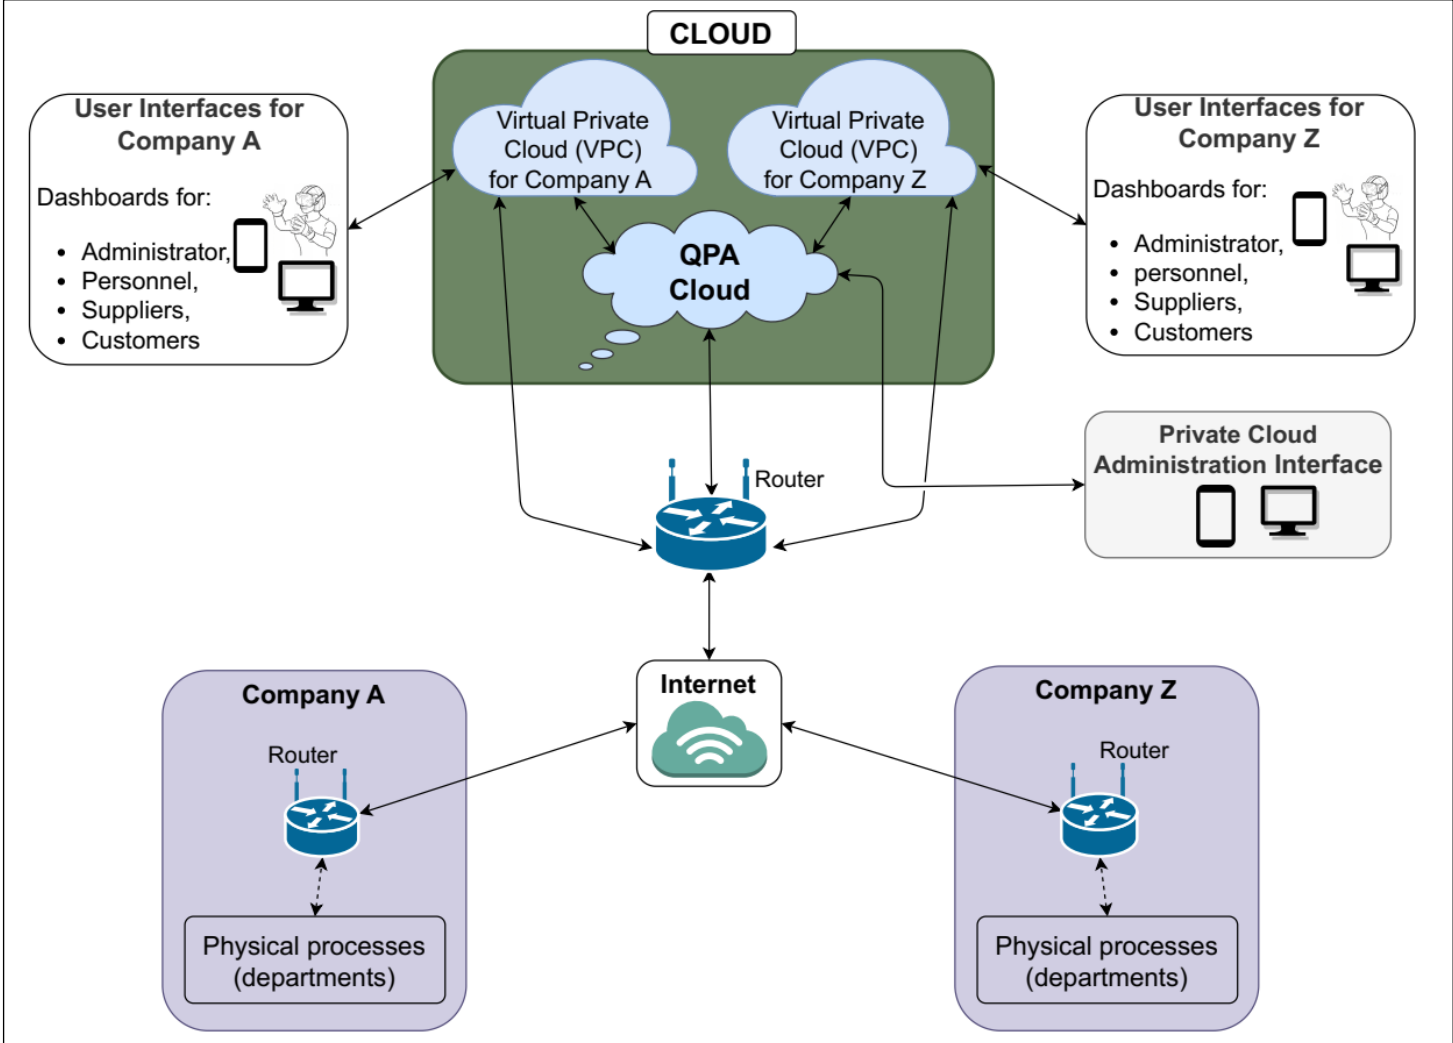 CLOUD
User Interfaces for
Company A
Dashboards for:
• Administrator,
• Personnel,
• Suppliers,
• Customers
Virtual Private
Cloud (VPC)
for Company A
Virtual Private
Cloud (VPC)
for Company Z
QPA
Cloud
User Interfaces for
Company Z
Dashboards for:
• Administrator,
• personnel,
• Suppliers,
• Customers
Private Cloud
Administration Interface
Router
Internet
Company A
Router
Physical processes
(departments)
Company Z
Router
Physical processes
(departments)